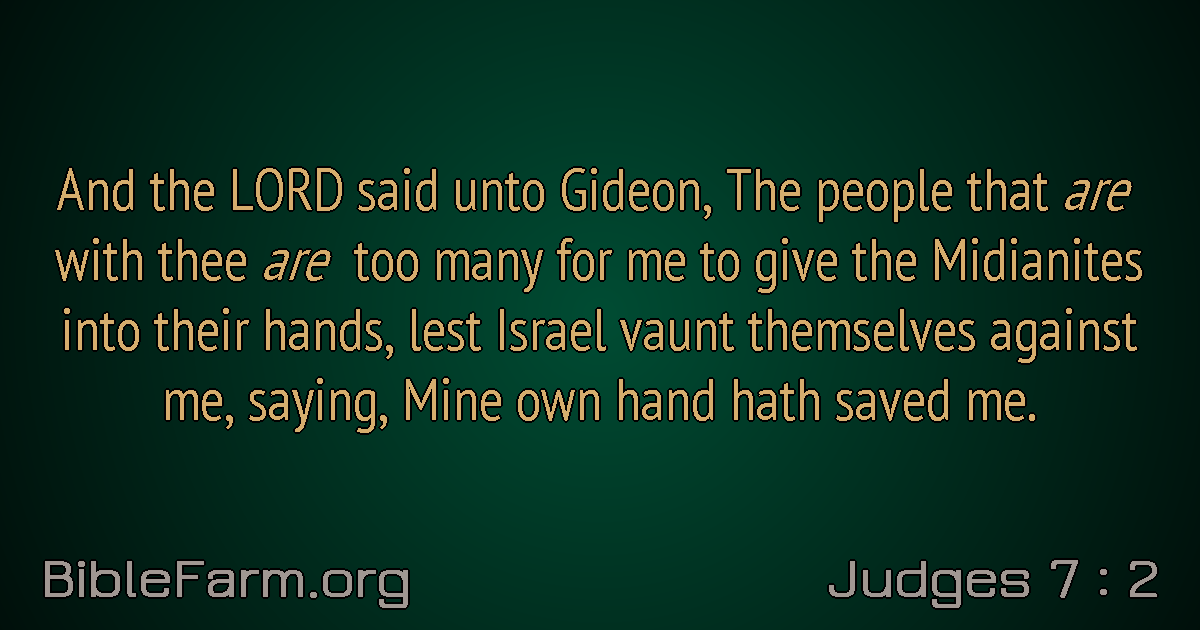 And the LORD said unto Gideon, The people that are
with thee are too many for me to give the Midianites
into their hands, lest Israel vaunt themselves against
me, saying, Mine own hand hath saved me.
BibleFarm.org
Judges 7 : 2